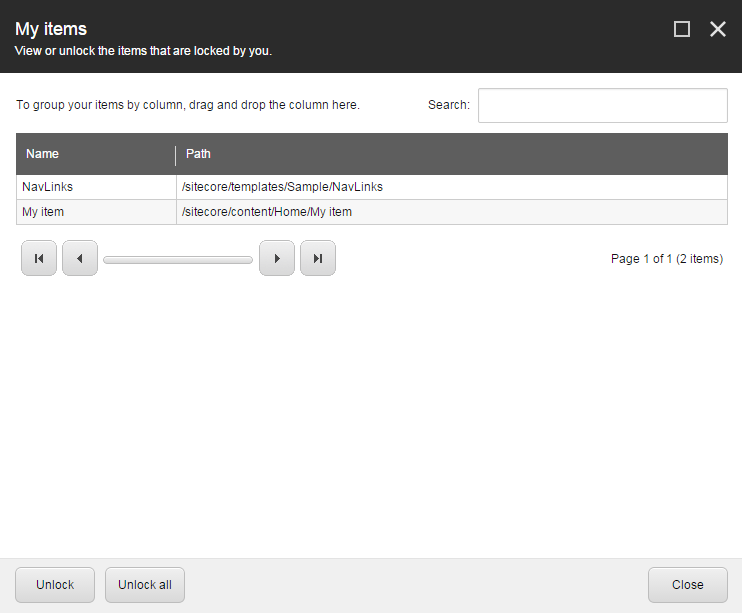 My items
View or unlock the items that are locked by you.
To group your items by column, drag and drop the column here. Search:
Name Path
NavLinks /sitecore/templates/Sample/NavLinks
My item /sitecore/content/Home/My item
Page 1 of 1 (2 items)
Unlock Unlock all Close